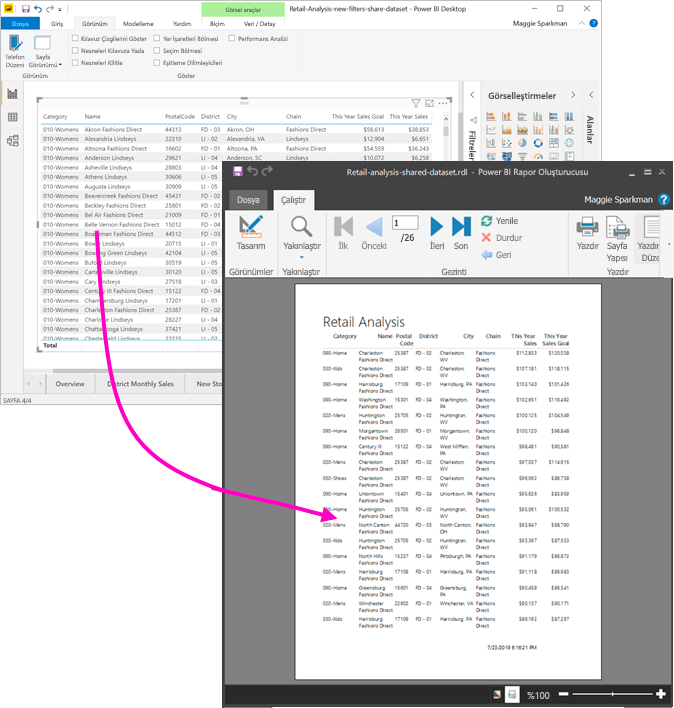 Görsel araçlar
Retail-Analysis-new-filters-share-dataset - Power BI Desktop
Dosya Giriş Görünüm Modelleme Yardım Biçim Veri / Detay
Maggie Sparkman
Telefon Düzeni
Sayfa Görünümü
Kılavuz Çizgilerini Göster
Nesneleri Kılavuza Yasla
Nesneleri Kilitle
Yer İşaretleri Bölmesi
Seçim Bölmesi
Eşitleme Dilimleyicileri
Performans Analizi
Görünüm
Göster
Category Name PostalCode District City Chain This Year Sales Goal This Year Sales
010-Womens Akron Fashions Direct 44313 FD - 03 Akron, OH Fashions Direct $58,613 $38,853
010-Womens Alexandria Lindseys 22310 LI - 02 Alexandria, VA Lindseys $12,904 $6,651
010-Womens Altoona Fashions Direct 16602 FD - 01 Altoona, PA Fashions Direct $54,559 $36,243
010-Womens Anderson Lindseys 29621 LI - 04 Anderson, SC Lindseys $10,072 $6,258
010-Womens Asheville Lindseys 28803 LI - 04
010-Womens Athens Lindseys 30606 LI - 05
010-Womens Augusta Lindseys 30909 LI - 05
010-Womens Beavercreek Fashions Direct 45431 FD - 02
010-Womens Beckley Fashions Direct 25801 FD - 02
010-Womens Bel Air Fashions Direct 21009 FD - 01
010-Womens Belle Vernon Fashions Direct 15012 FD - 04
010-Womens Boardman Fashions Direct 44512 FD - 03
010-Womens Lindseys 20715 LI - 01
010-Womens Bowling Green Lindseys 42104 LI - 05
010-Womens Lindseys 30519 LI - 05
010-Womens Cartersville Lindseys 30120 LI - 05
010-Womens Cary Lindseys 27518 LI - 03
010-Womens Century III Fashions Direct 15122 FD - 04
010-Womens Chambersburg Lindseys 17201 LI - 01
010-Womens Charleston Fashions Direct 25387 FD - 02
010-Womens Charlotte Lindseys 28227 LI - 04
010-Womens Chattanooga Lindseys 37421 LI - 05
010-Womens Chesterfield Lindseys 23235 LI - 02
Total
Görselleştirmeler
Filtreler
Alanlar
Overview District Monthly Sales New Sto
SAYFA 4/4
Retail-analysis-shared-dataset.rdl - Power BI Rapor Oluşturucusu
Dosya Çalıştır
Maggie Sparkman
Tasarım
Yakınlaştır
İlk
Önceki
1
/26
İleri
Son
Yenile
Durdur
Geri
Yazdır
Sayfa Yapısı
Yazdır Düze
Görünümler Yakınlaştır Gezinti Yazdır
Retail Analysis
Category Name Postal Code District City Chain This Year Sales This Year Sales Goal
090-Home Charleston Fashions Direct 25387 FD - 02 Charleston, WV Fashions Direct $112,833 $120,038
030-Kids Charleston Fashions Direct 25387 FD - 02 Charleston, WV Fashions Direct $107,181 $118,115
090-Home Harrisburg Fashions Direct 17109 FD - 01 Harrisburg, PA Fashions Direct $103,140 $101,426
090-Home Washington Fashions Direct 15301 FD - 04 Washington, PA Fashions Direct $102,651 $119,492
020-Mens Huntington Fashions Direct 25705 FD - 02 Huntington, WV Fashions Direct $100,125 $104,549
090-Home Morgantown Fashions Direct 26501 FD - 01 Morgantown, WV Fashions Direct $100,120 $96,848
090-Home Century III Fashions Direct 15122 FD - 04 West Mifflen, PA Fashions Direct $98,491 $90,581
020-Mens Charleston Fashions Direct 25387 FD - 02 Charleston, WV Fashions Direct $97,037 $114,615
050-Shoes Charleston Fashions Direct 25387 FD - 02 Charleston, WV Fashions Direct $96,062 $89,738
090-Home Uniontown Fashions Direct 15401 FD - 04 Uniontown, PA Fashions Direct $95,626 $83,959
090-Home Huntington Fashions Direct 25705 FD - 02 Huntington, WV Fashions Direct $95,061 $100,532
020-Mens North Canton Fashions Direct 44720 FD - 03 North Canton, OH Fashions Direct $93,947 $98,790
030-Kids Huntington Fashions Direct 25705 FD - 02 Huntington, WV Fashions Direct $93,367 $87,553
090-Home North Hills Fashions Direct 15237 FD - 04 Pittsburgh, PA Fashions Direct $91,179 $86,872
020-Mens Harrisburg Fashions Direct 17109 FD - 01 Harrisburg, PA Fashions Direct $91,118 $99,983
090-Home Greensburg Fashions Direct 15601 FD - 04 Greensburg, PA Fashions Direct $90,459 $86,541
020-Mens Winchester Fashions Direct 22602 FD - 01 Winchester, VA Fashions Direct $90,137 $90,171
030-Kids Harrisburg Fashions Direct 17109 FD - 01 Harrisburg, PA Fashions Direct $89,192 $87,297
7/23/2019 6:16:21 PM
%100